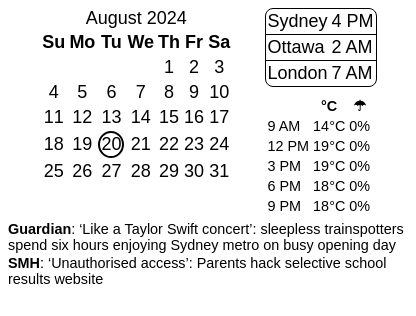 August 2024
Su Mo Tu We Th Fr Sa
1 2 3
4 5 6 7 8 9 10
11 12 13 14 15 16 17
18 19 20 21 22 23 24
25 26 27 28 29 30 31
Sydney 4 PM
Ottawa 2 AM
London 7 AM
°C ☂
9 AM 14°C 0%
12 PM 19°C 0%
3 PM 19°C 0%
6 PM 18°C 0%
9 PM 18°C 0%
Guardian: ‘Like a Taylor Swift concert’: sleepless trainspotters
spend six hours enjoying Sydney metro on busy opening day
SMH: ‘Unauthorised access’: Parents hack selective school
results website